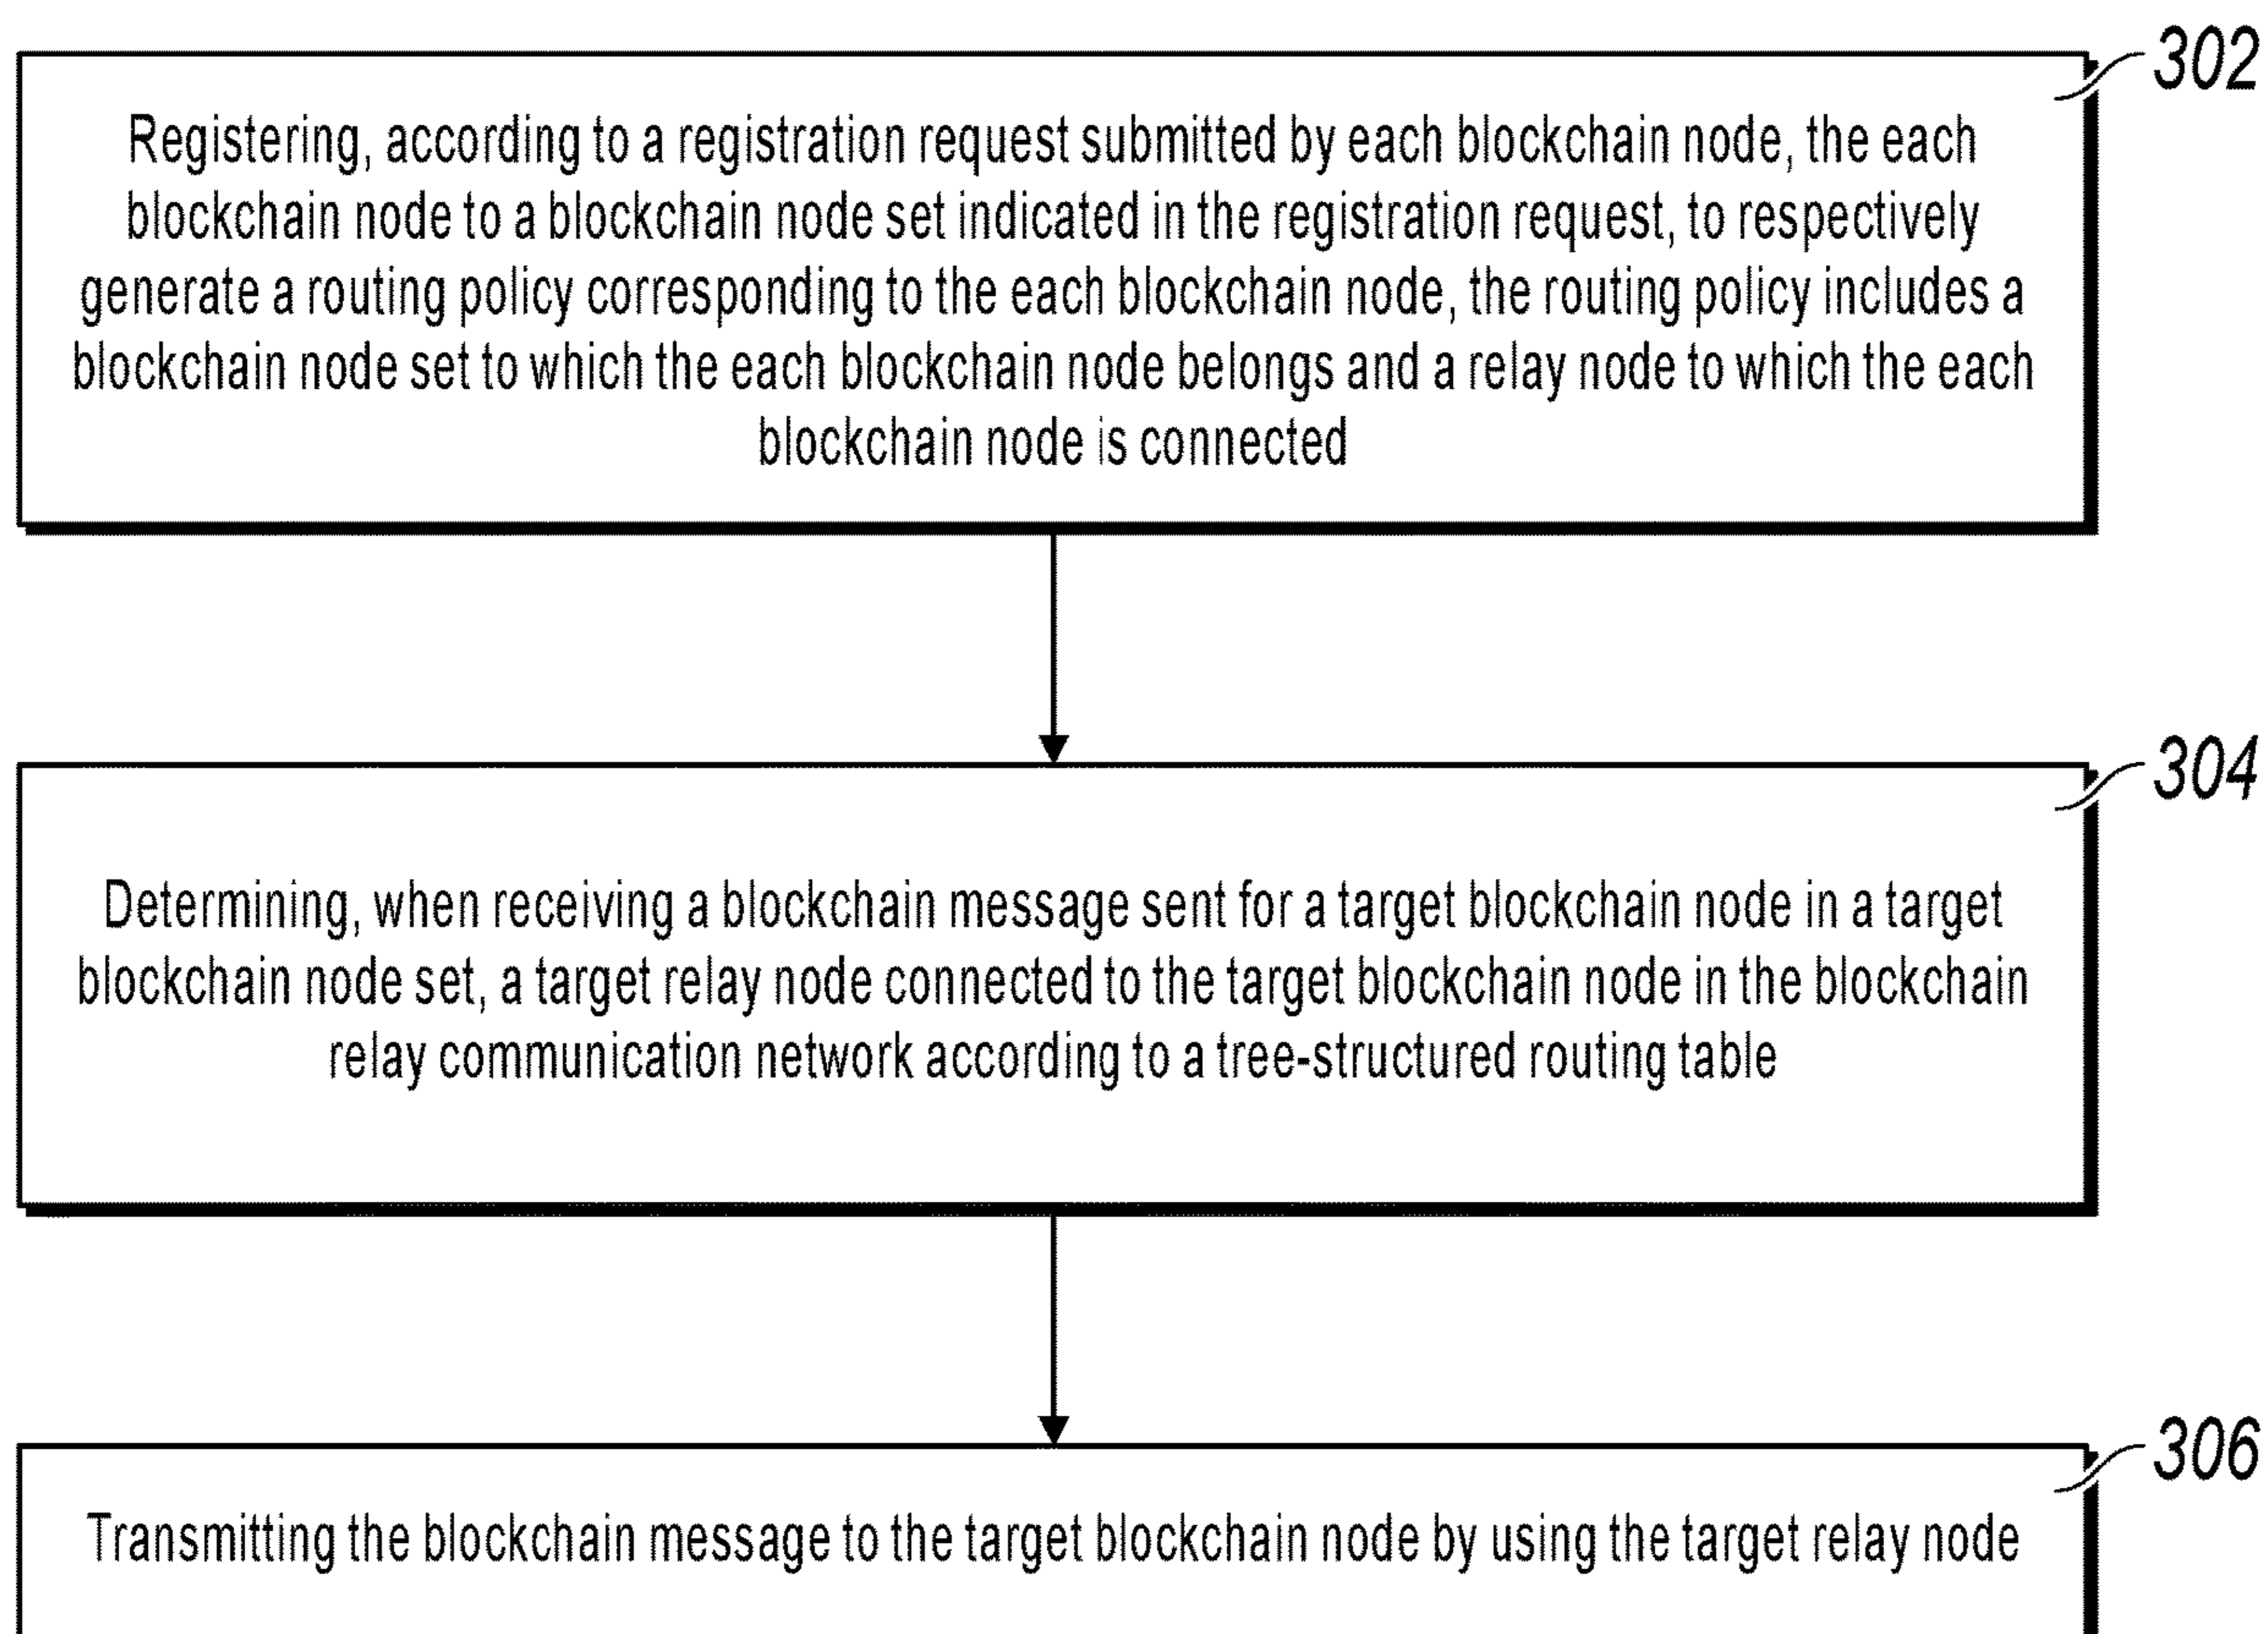 302
Registering, according to a registration request submitted by each blockchain node, the each
blockchain node to a blockchain node set indicated in the registration request, to respectively
generate a routing policy corresponding to the each blockchain node, the routing policy includes a
blockchain node set to which the each blockchain node belongs and a relay node to which the each
blockchain node is connected
304
Determining, when receiving a blockchain message sent for a target blockchain node in a target
blockchain node set, a target relay node connected to the target blockchain node in the blockchain
relay communication network according to a tree-structured routing table
306
Transmitting the blockchain message to the target blockchain node by using the target relay node